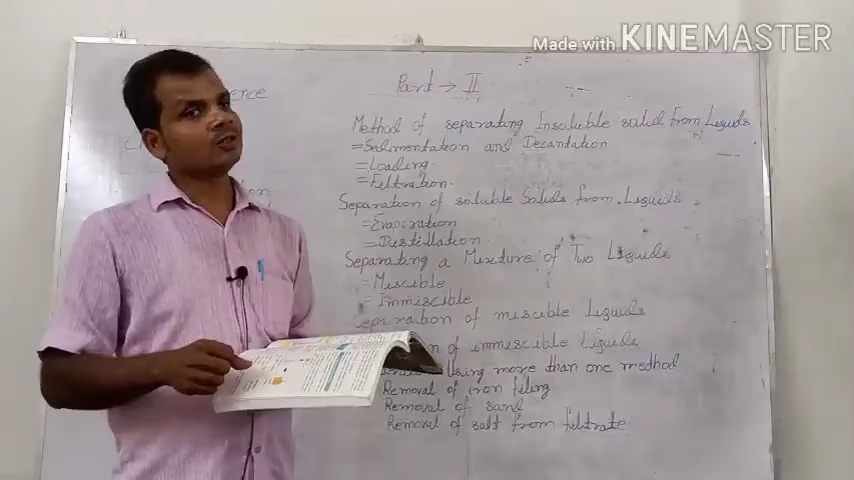 Made with KINEMASTER
Part → II
Method of separating Insoluble solid From Liquids
= Sedimentation and Decantation
= Loading
= Filtration.
Separation of soluble Solids from Liquids
= Evaporation
= Distillation
Separating a Mixture of Two Liquids
= Miscible
= Immiscible
eparation of miscible Liquids
n of immiscible Liquids
Using more than one method
Removal of iron filing
Removal of sand
Removal of salt from filtrate